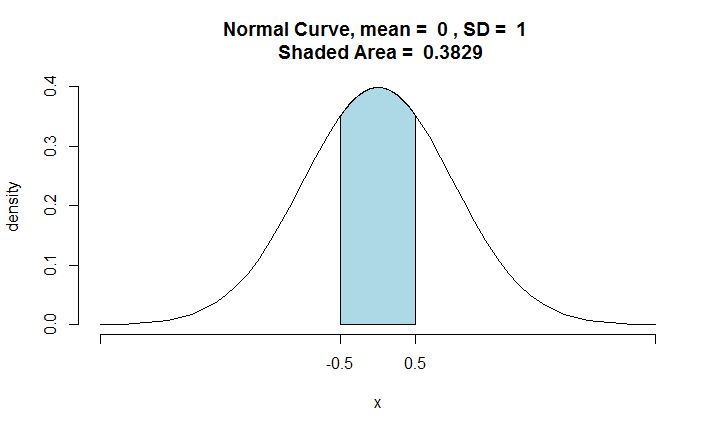 Normal Curve, mean =  0 , SD =  1
Shaded Area =  0.3829
0.4
0.3
0.2
0.1
0.0
density
-0.5
0.5
x